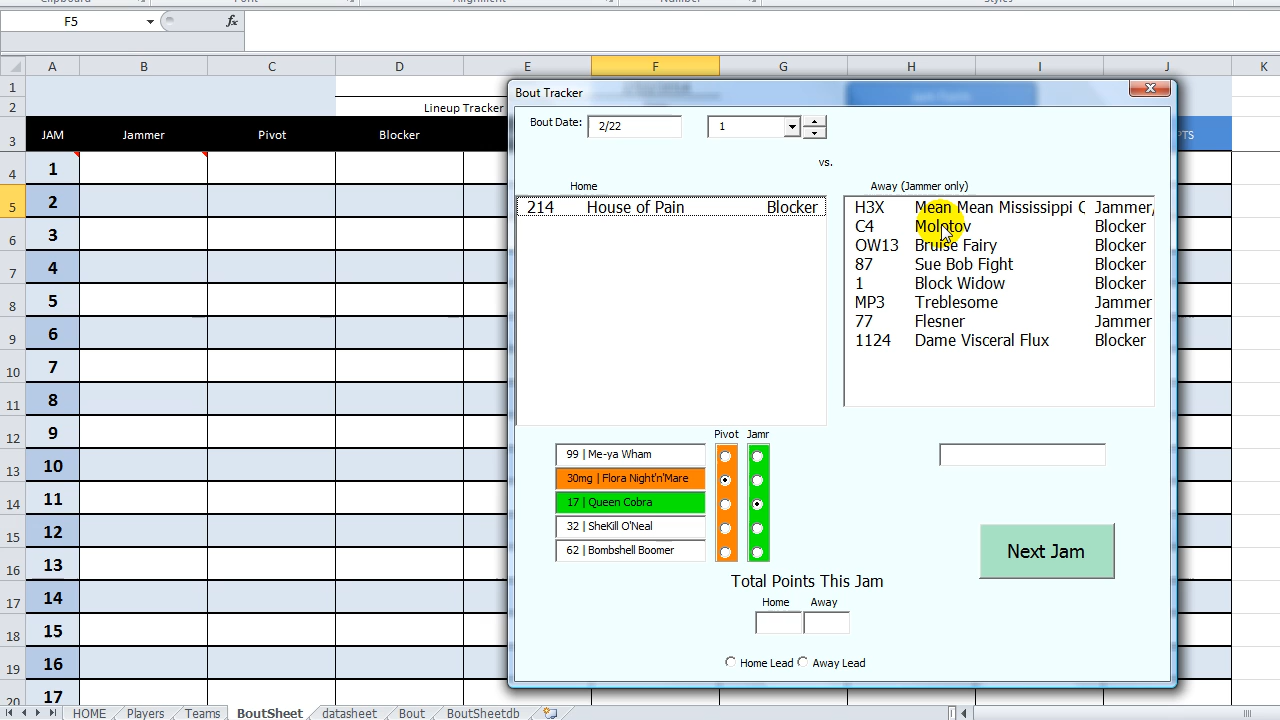 F5
fx
A B C D E F G H I J K
1
2 Lineup Tracker
3 JAM Jammer Pivot Blocker PTS
4 1
5 2
6 3
7 4
8 5
9 6
10 7
11 8
12 9
13 10
14 11
15 12
16 13
17 14
18 15
19 16
20 17
Bout Tracker
Bout Date: 2/22 1
vs.
Home
214 House of Pain Blocker
Away (Jammer only)
H3X Mean Mean Mississippi Jammer/
C4 Molotov Blocker
OW13 Bruise Fairy Blocker
87 Sue Bob Fight Blocker
1 Block Widow Blocker
MP3 Treblesome Jammer
77 Flesner Jammer
1124 Dame Visceral Flux Blocker
Pivot Jamr
99 | Me-ya Wham
30mg | Flora Night'n'Mare
17 | Queen Cobra
32 | SheKill O'Neal
62 | Bombshell Boomer
Next Jam
Total Points This Jam
Home Away
Home Lead Away Lead
HOME Players Teams BoutSheet datasheet Bout BoutSheetdb